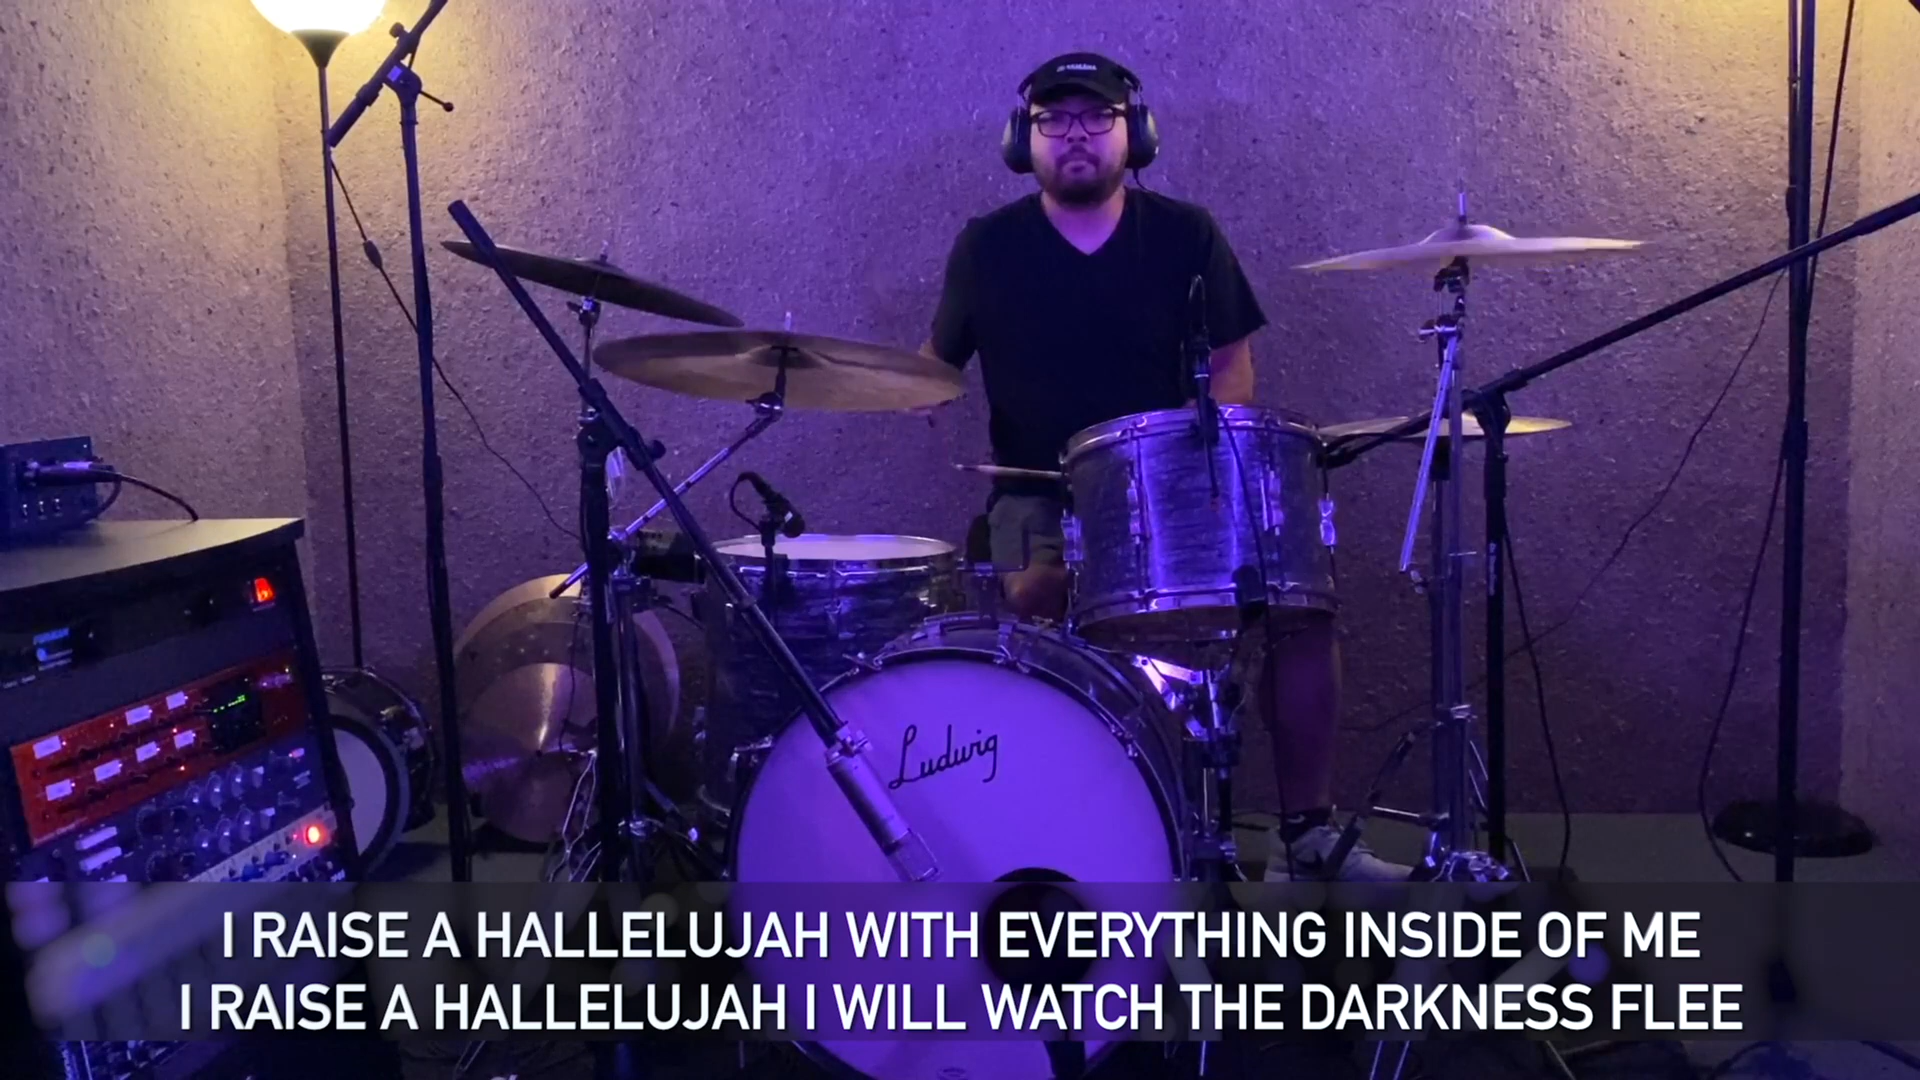 Ludwig
I RAISE A HALLELUJAH WITH EVERYTHING INSIDE OF ME
I RAISE A HALLELUJAH I WILL WATCH THE DARKNESS FLEE